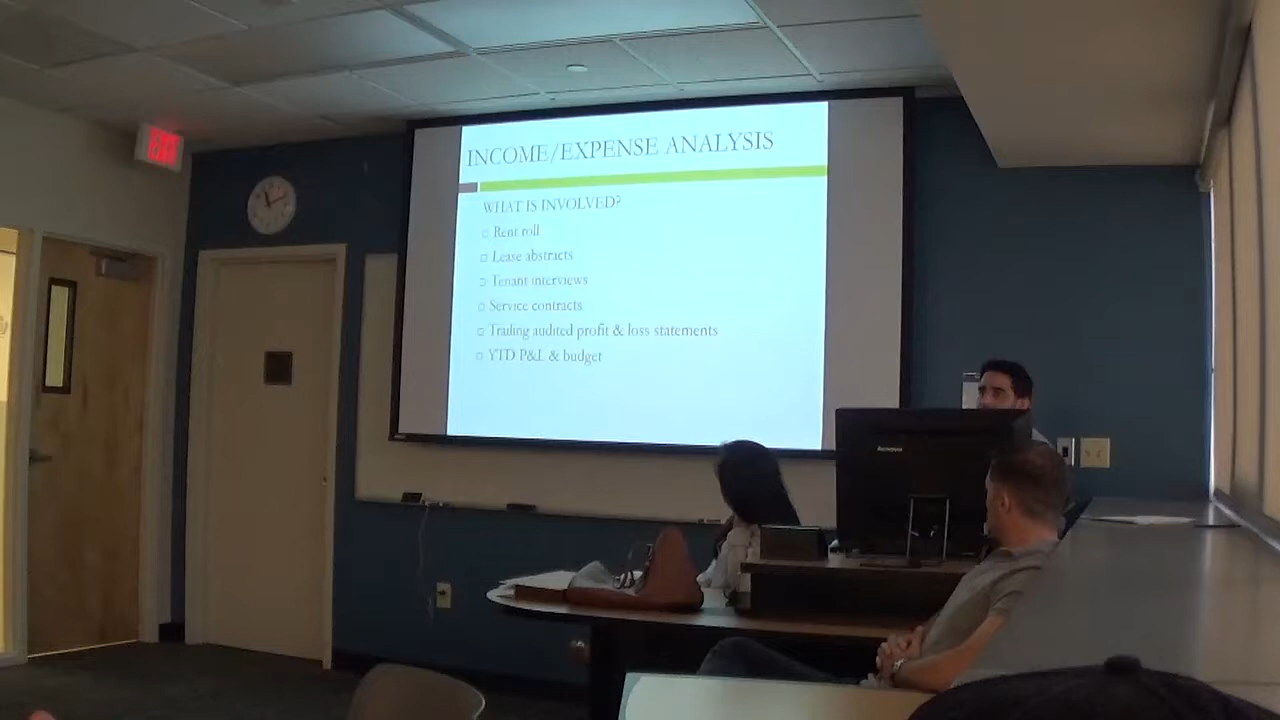 EXIT
INCOME/EXPENSE ANALYSIS
WHAT IS INVOLVED?
Rent roll
Lease abstracts
Tenant interviews
Service contracts
Trailing audited profit & loss statements
YTD P&L & budget
lenovo